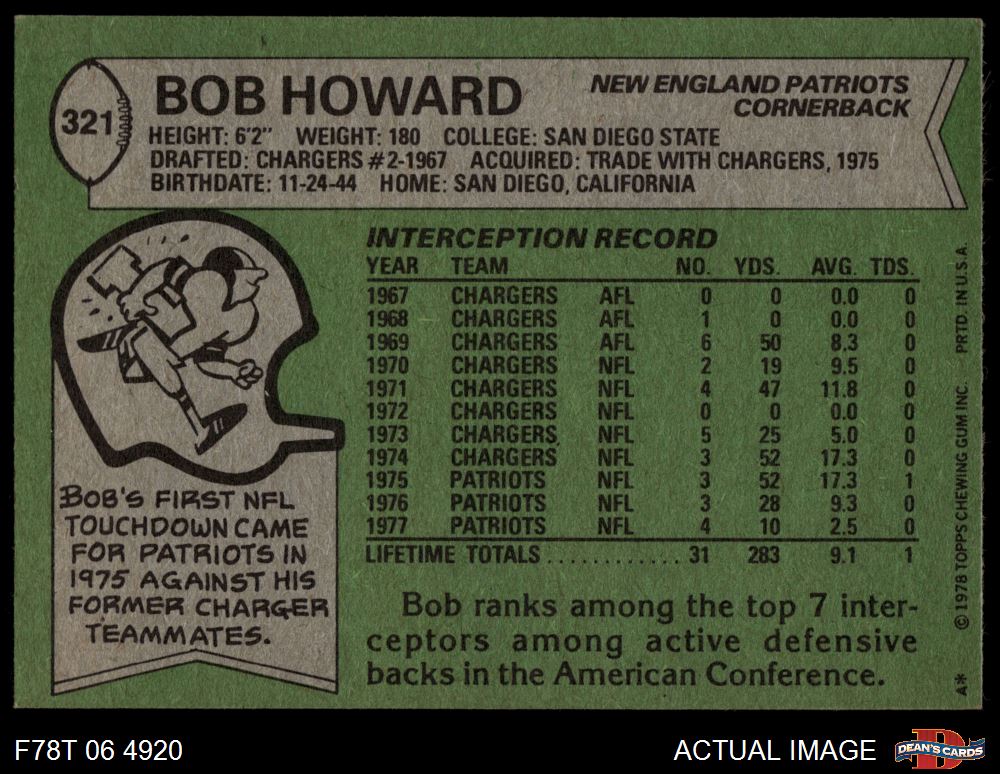 321
BOB HOWARD
NEW ENGLAND PATRIOTS
CORNERBACK
HEIGHT: 6'2" WEIGHT: 180 COLLEGE: SAN DIEGO STATE
DRAFTED: CHARGERS #2-1967 ACQUIRED: TRADE WITH CHARGERS, 1975
BIRTHDATE: 11-24-44 HOME: SAN DIEGO, CALIFORNIA
INTERCEPTION RECORD
YEAR TEAM NO. YDS. AVG. TDS.
1967 CHARGERS AFL 0 0 0.0 0
1968 CHARGERS AFL 1 0 0.0 0
1969 CHARGERS AFL 6 50 8.3 0
1970 CHARGERS NFL 2 19 9.5 0
1971 CHARGERS NFL 4 47 11.8 0
1972 CHARGERS NFL 0 0 0.0 0
1973 CHARGERS NFL 5 25 5.0 0
1974 CHARGERS NFL 3 52 17.3 0
1975 PATRIOTS NFL 3 52 17.3 1
1976 PATRIOTS NFL 3 28 9.3 0
1977 PATRIOTS NFL 4 10 2.5 0
LIFETIME TOTALS ............ 31 283 9.1 1
BOB'S FIRST NFL
TOUCHDOWN CAME
FOR PATRIOTS IN
1975 AGAINST HIS
FORMER CHARGER
TEAMMATES.
Bob ranks among the top 7 inter-
ceptors among active defensive
backs in the American Conference.
A* © 1978 TOPPS CHEWING GUM INC. PRTD. IN U.S.A.
F78T 06 4920
ACTUAL IMAGE
D
DEAN'S CARDS